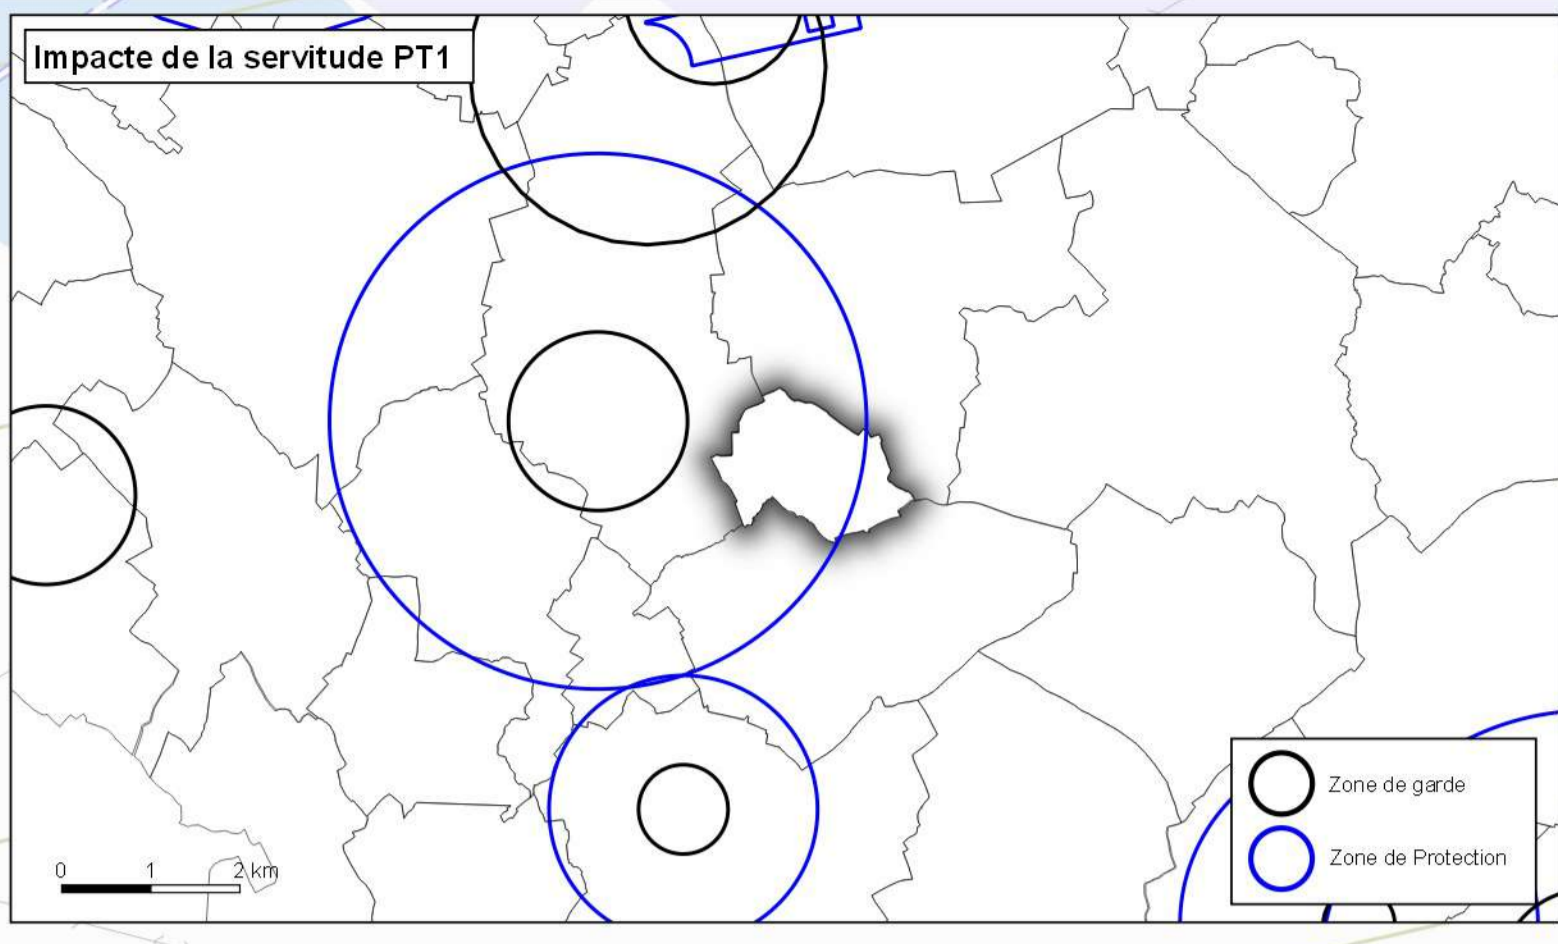 Impacte de la servitude PT1
Zone de garde
Zone de Protection
0 1 2 km